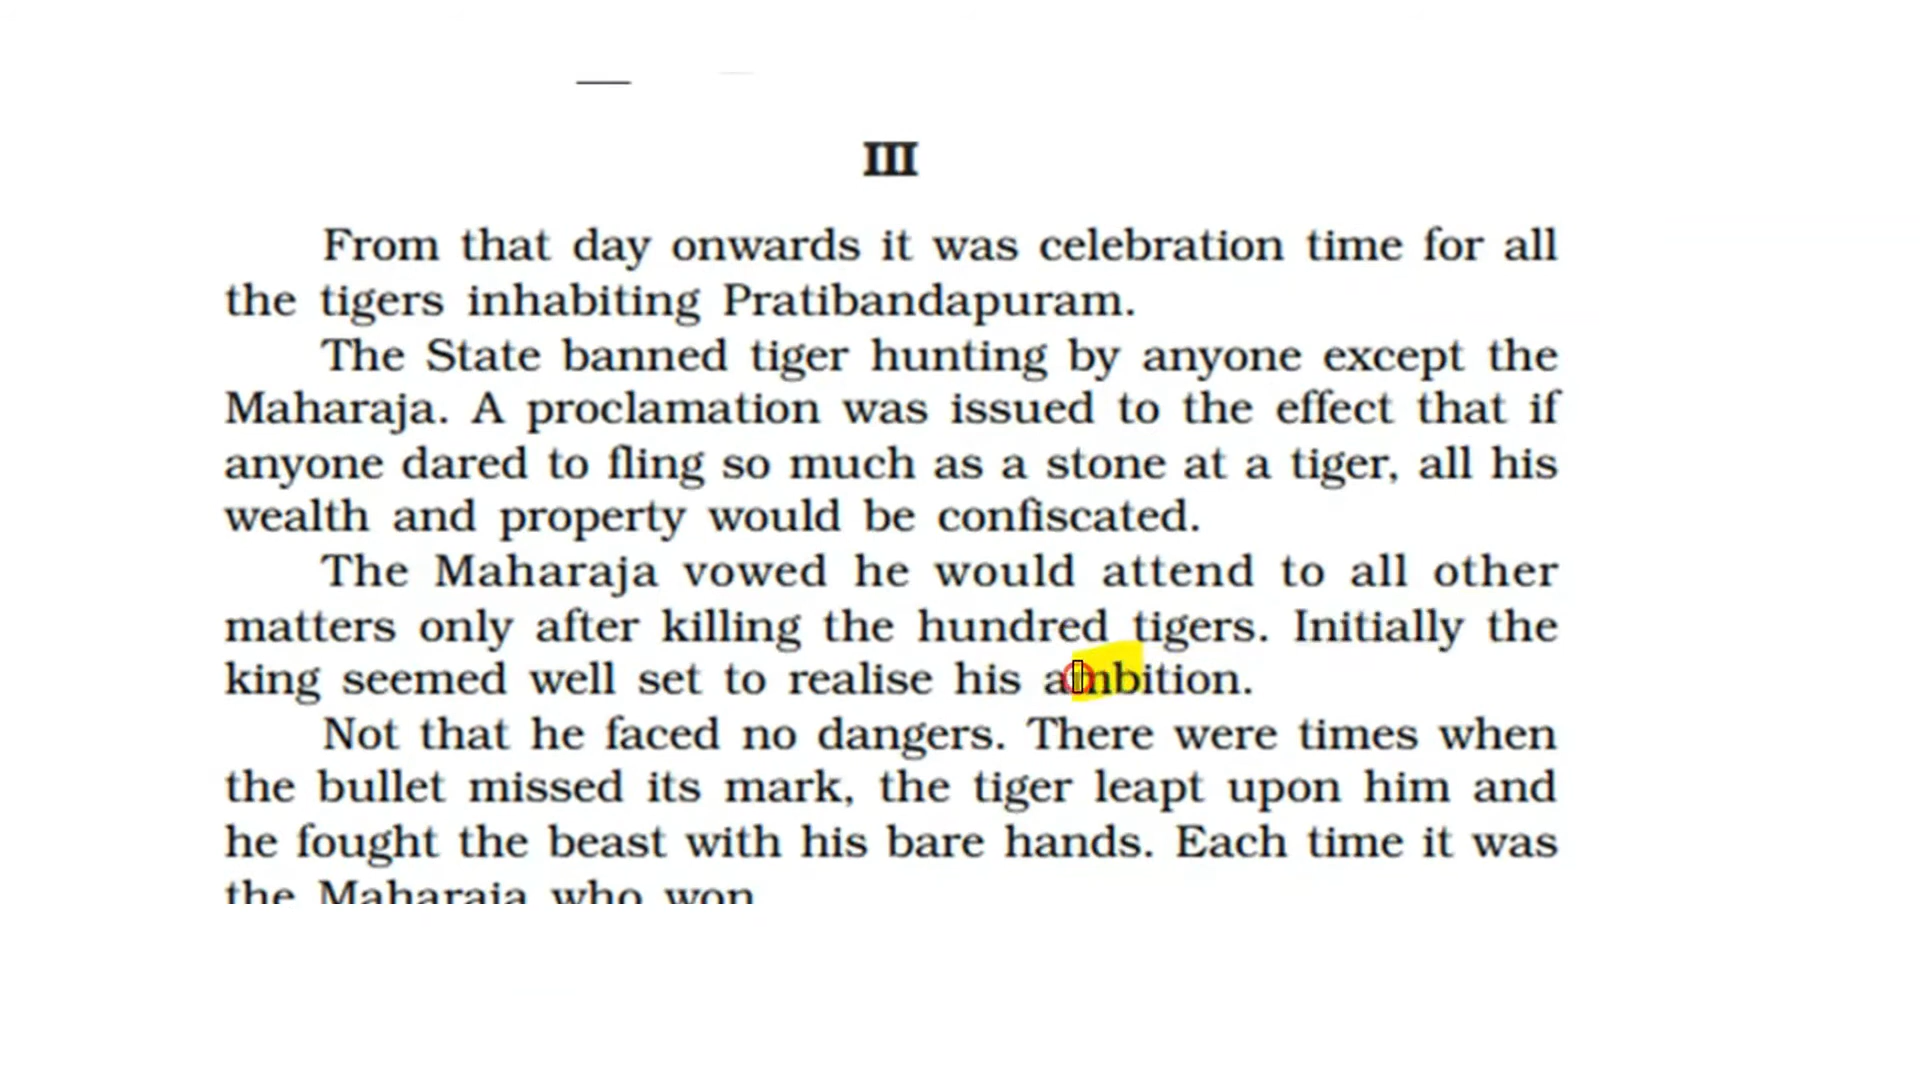 III
From that day onwards it was celebration time for all
the tigers inhabiting Pratibandapuram.
The State banned tiger hunting by anyone except the
Maharaja. A proclamation was issued to the effect that if
anyone dared to fling so much as a stone at a tiger, all his
wealth and property would be confiscated.
The Maharaja vowed he would attend to all other
matters only after killing the hundred tigers. Initially the
king seemed well set to realise his ambition.
Not that he faced no dangers. There were times when
the bullet missed its mark, the tiger leapt upon him and
he fought the beast with his bare hands. Each time it was
the Maharaja who won